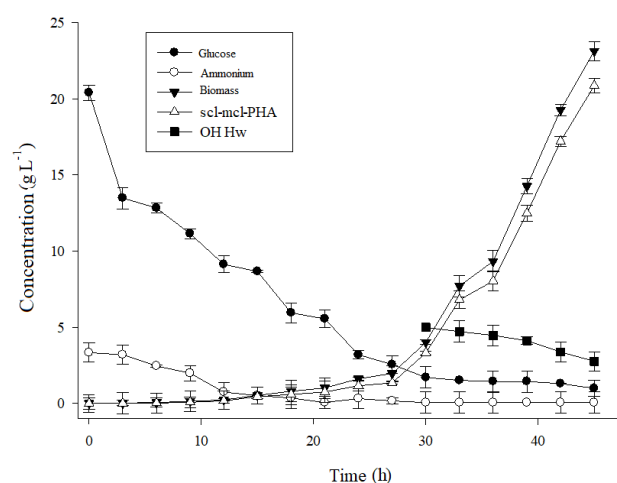 25
20
15
10
5
0
Concentration (g L⁻¹)
Glucose
Ammonium
Biomass
scl-mcl-PHA
OH Hw
0 10 20 30 40
Time (h)